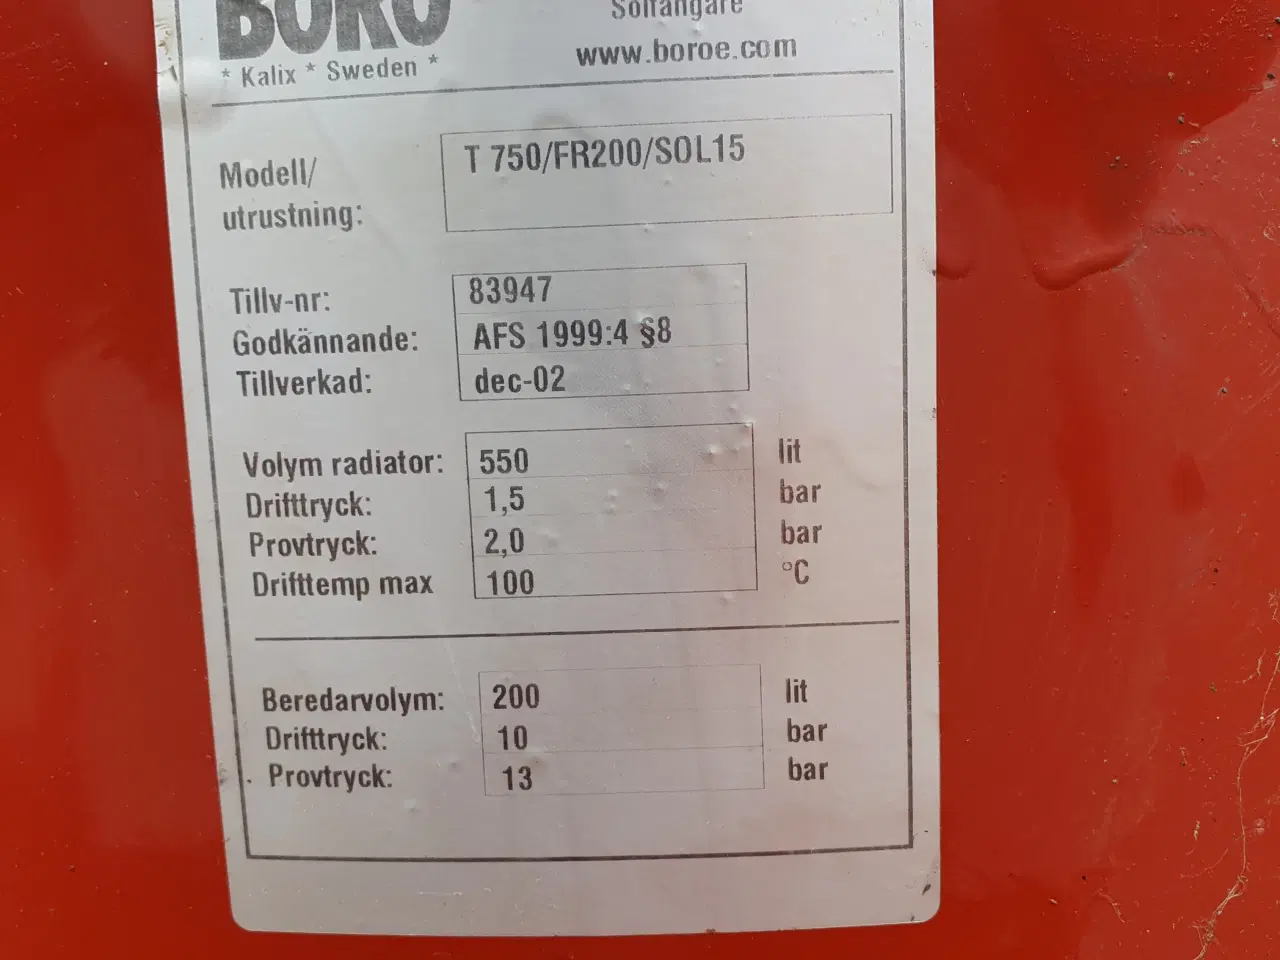 BORÖ
Solfångare
* Kalix * Sweden *
www.boroe.com
Modell/
utrustning:
T 750/FR200/SOL15
Tillv-nr: 83947
Godkännande: AFS 1999:4 §8
Tillverkad: dec-02
Volym radiator: 550 lit
Drifttryck: 1,5 bar
Provtryck: 2,0 bar
Drifttemp max 100 °C
Beredarvolym: 200 lit
Drifttryck: 10 bar
Provtryck: 13 bar